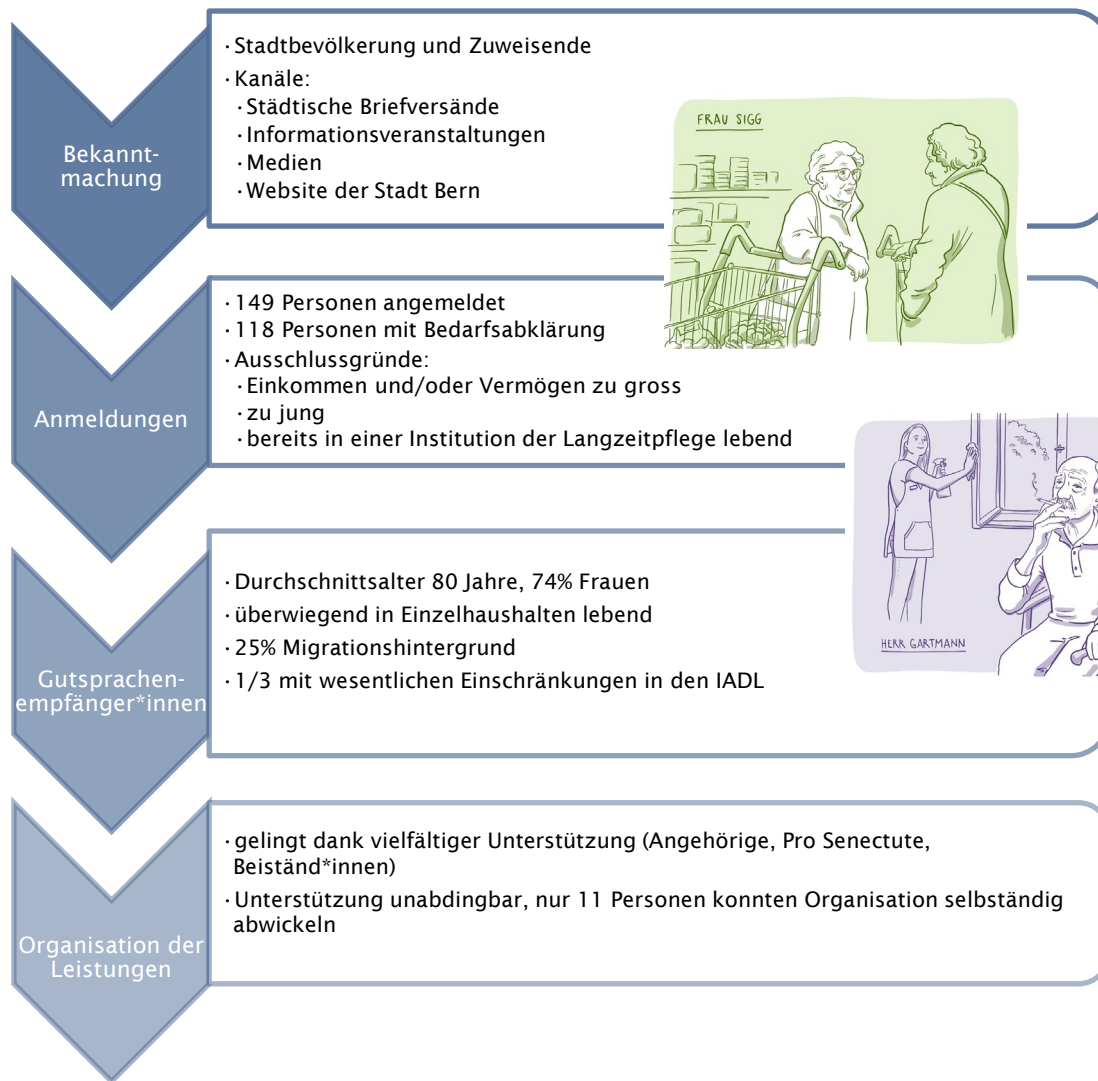 Bekannt-
machung
· Stadtbevölkerung und Zuweisende
· Kanäle:
· Städtische Briefversände
· Informationsveranstaltungen
· Medien
· Website der Stadt Bern
FRAU SIGG
Anmeldungen
· 149 Personen angemeldet
· 118 Personen mit Bedarfsabklärung
· Ausschlussgründe:
· Einkommen und/oder Vermögen zu gross
· zu jung
· bereits in einer Institution der Langzeitpflege lebend
HERR GARTMANN
Gutsprachen-
empfänger*innen
· Durchschnittsalter 80 Jahre, 74% Frauen
· überwiegend in Einzelhaushalten lebend
· 25% Migrationshintergrund
· 1/3 mit wesentlichen Einschränkungen in den IADL
Organisation der
Leistungen
· gelingt dank vielfältiger Unterstützung (Angehörige, Pro Senectute,
Beiständ*innen)
· Unterstützung unabdingbar, nur 11 Personen konnten Organisation selbständig
abwickeln